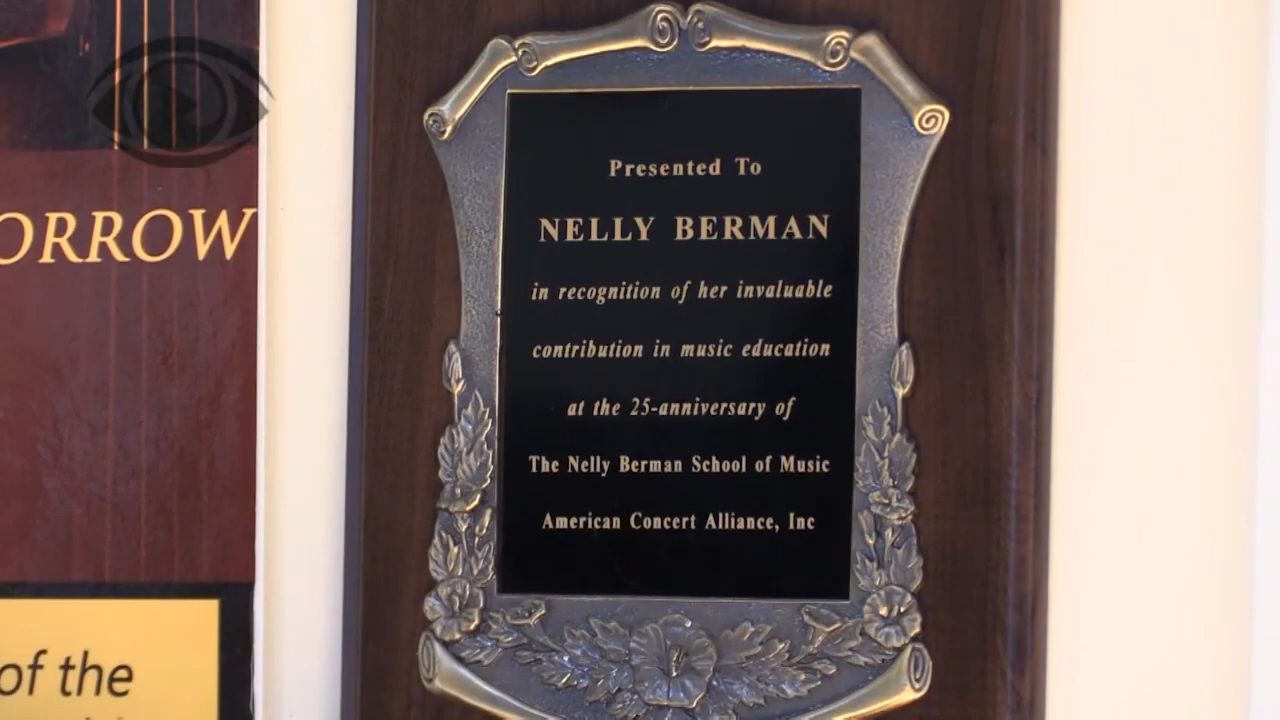 ORROW
of the
Presented To
NELLY BERMAN
in recognition of her invaluable
contribution in music education
at the 25-anniversary of
The Nelly Berman School of Music
American Concert Alliance, Inc